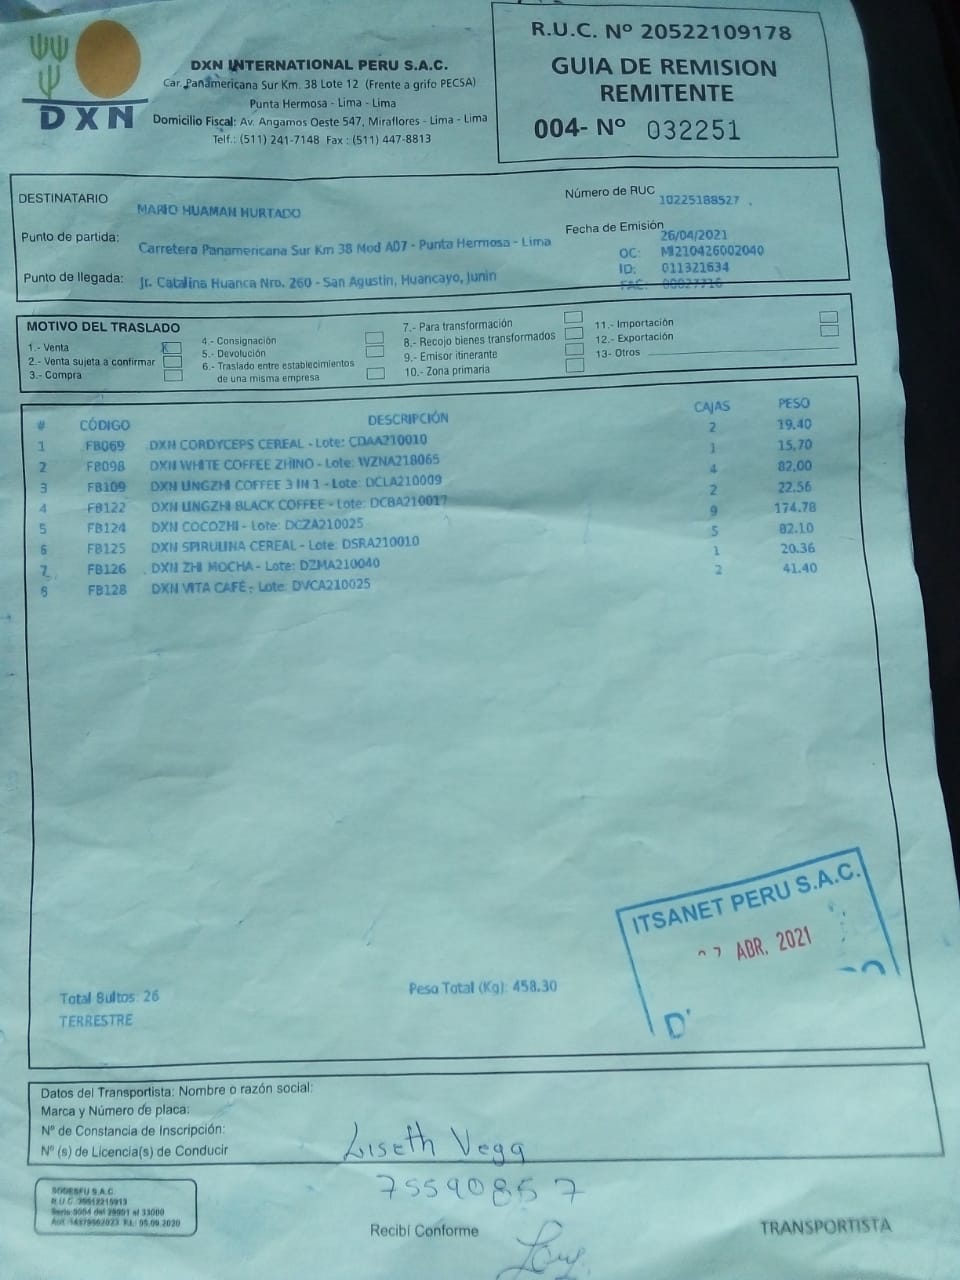 DXN
DXN INTERNATIONAL PERU S.A.C.
Car. Panamericana Sur Km. 38 Lote 12 (Frente a grifo PECSA)
Punta Hermosa - Lima - Lima
Domicilio Fiscal: Av. Angamos Oeste 547, Miraflores - Lima - Lima
Telf.: (511) 241-7148 Fax : (511) 447-8813
R.U.C. Nº 20522109178
GUIA DE REMISION
REMITENTE
004- Nº 032251
DESTINATARIO MARIO HUAMAN HURTADO
Número de RUC 10225188527
Punto de partida: Carretera Panamericana Sur Km 38 Mod A07 - Punta Hermosa - Lima
Fecha de Emisión 26/04/2021
OC: MI210426002040
Punto de llegada: Jr. Catalina Huanca Nro. 260 - San Agustin, Huancayo, Junin
ID: 011321634
FAC: 00027716
MOTIVO DEL TRASLADO
1.- Venta X
2.- Venta sujeta a confirmar
3.- Compra
4.- Consignación
5.- Devolución
6.- Traslado entre establecimientos
de una misma empresa
7.- Para transformación
8.- Recojo bienes transformados
9.- Emisor itinerante
10.- Zona primaria
11.- Importación
12.- Exportación
13- Otros
# CÓDIGO DESCRIPCIÓN CAJAS PESO
1 FB069 DXN CORDYCEPS CEREAL - Lote: CDAA210010 2 19.40
2 FB098 DXN WHITE COFFEE ZHINO - Lote: WZNA218065 1 15.70
3 FB109 DXN LINGZHI COFFEE 3 IN 1 - Lote: DCLA210009 4 82.00
4 FB122 DXN LINGZHI BLACK COFFEE - Lote: DCBA210017 2 22.56
5 FB124 DXN COCOZHI - Lote: DCZA210025 9 174.78
6 FB125 DXN SPIRULINA CEREAL - Lote: DSRA210010 5 82.10
7 FB126 DXN ZHI MOCHA - Lote: DZMA210040 1 20.36
8 FB128 DXN VITA CAFÉ - Lote: DVCA210025 2 41.40
ITSANET PERU S.A.C.
7 ABR. 2021
Total Bultos: 26
Peso Total (Kg): 458.30
TERRESTRE
Datos del Transportista: Nombre o razón social:
Marca y Número de placa:
Nº de Constancia de Inscripción:
Nº (s) de Licencia(s) de Conducir
Liseth Vega
75590857
SODESFU S.A.C.
Recibí Conforme
TRANSPORTISTA